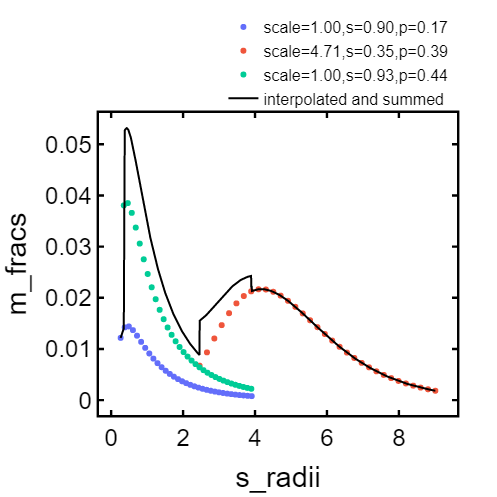 scale=1.00,s=0.90,p=0.17
scale=4.71,s=0.35,p=0.39
scale=1.00,s=0.93,p=0.44
interpolated and summed
0.05
0.04
0.03
0.02
0.01
0
m_fracs
0 2 4 6 8
s_radii